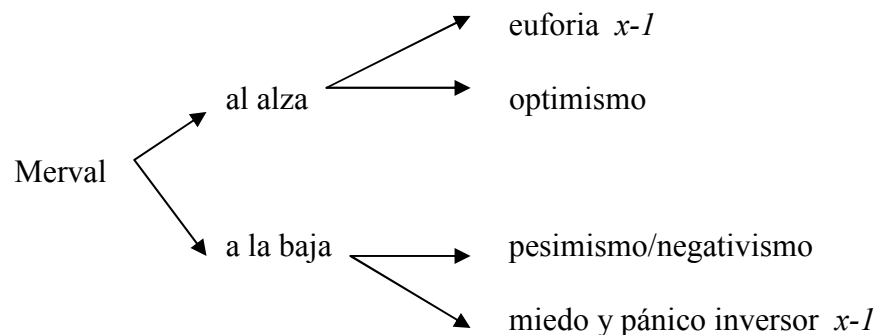 euforia x-1
al alza
optimismo
Merval
a la baja
pesimismo/negativismo
miedo y pánico inversor x-1